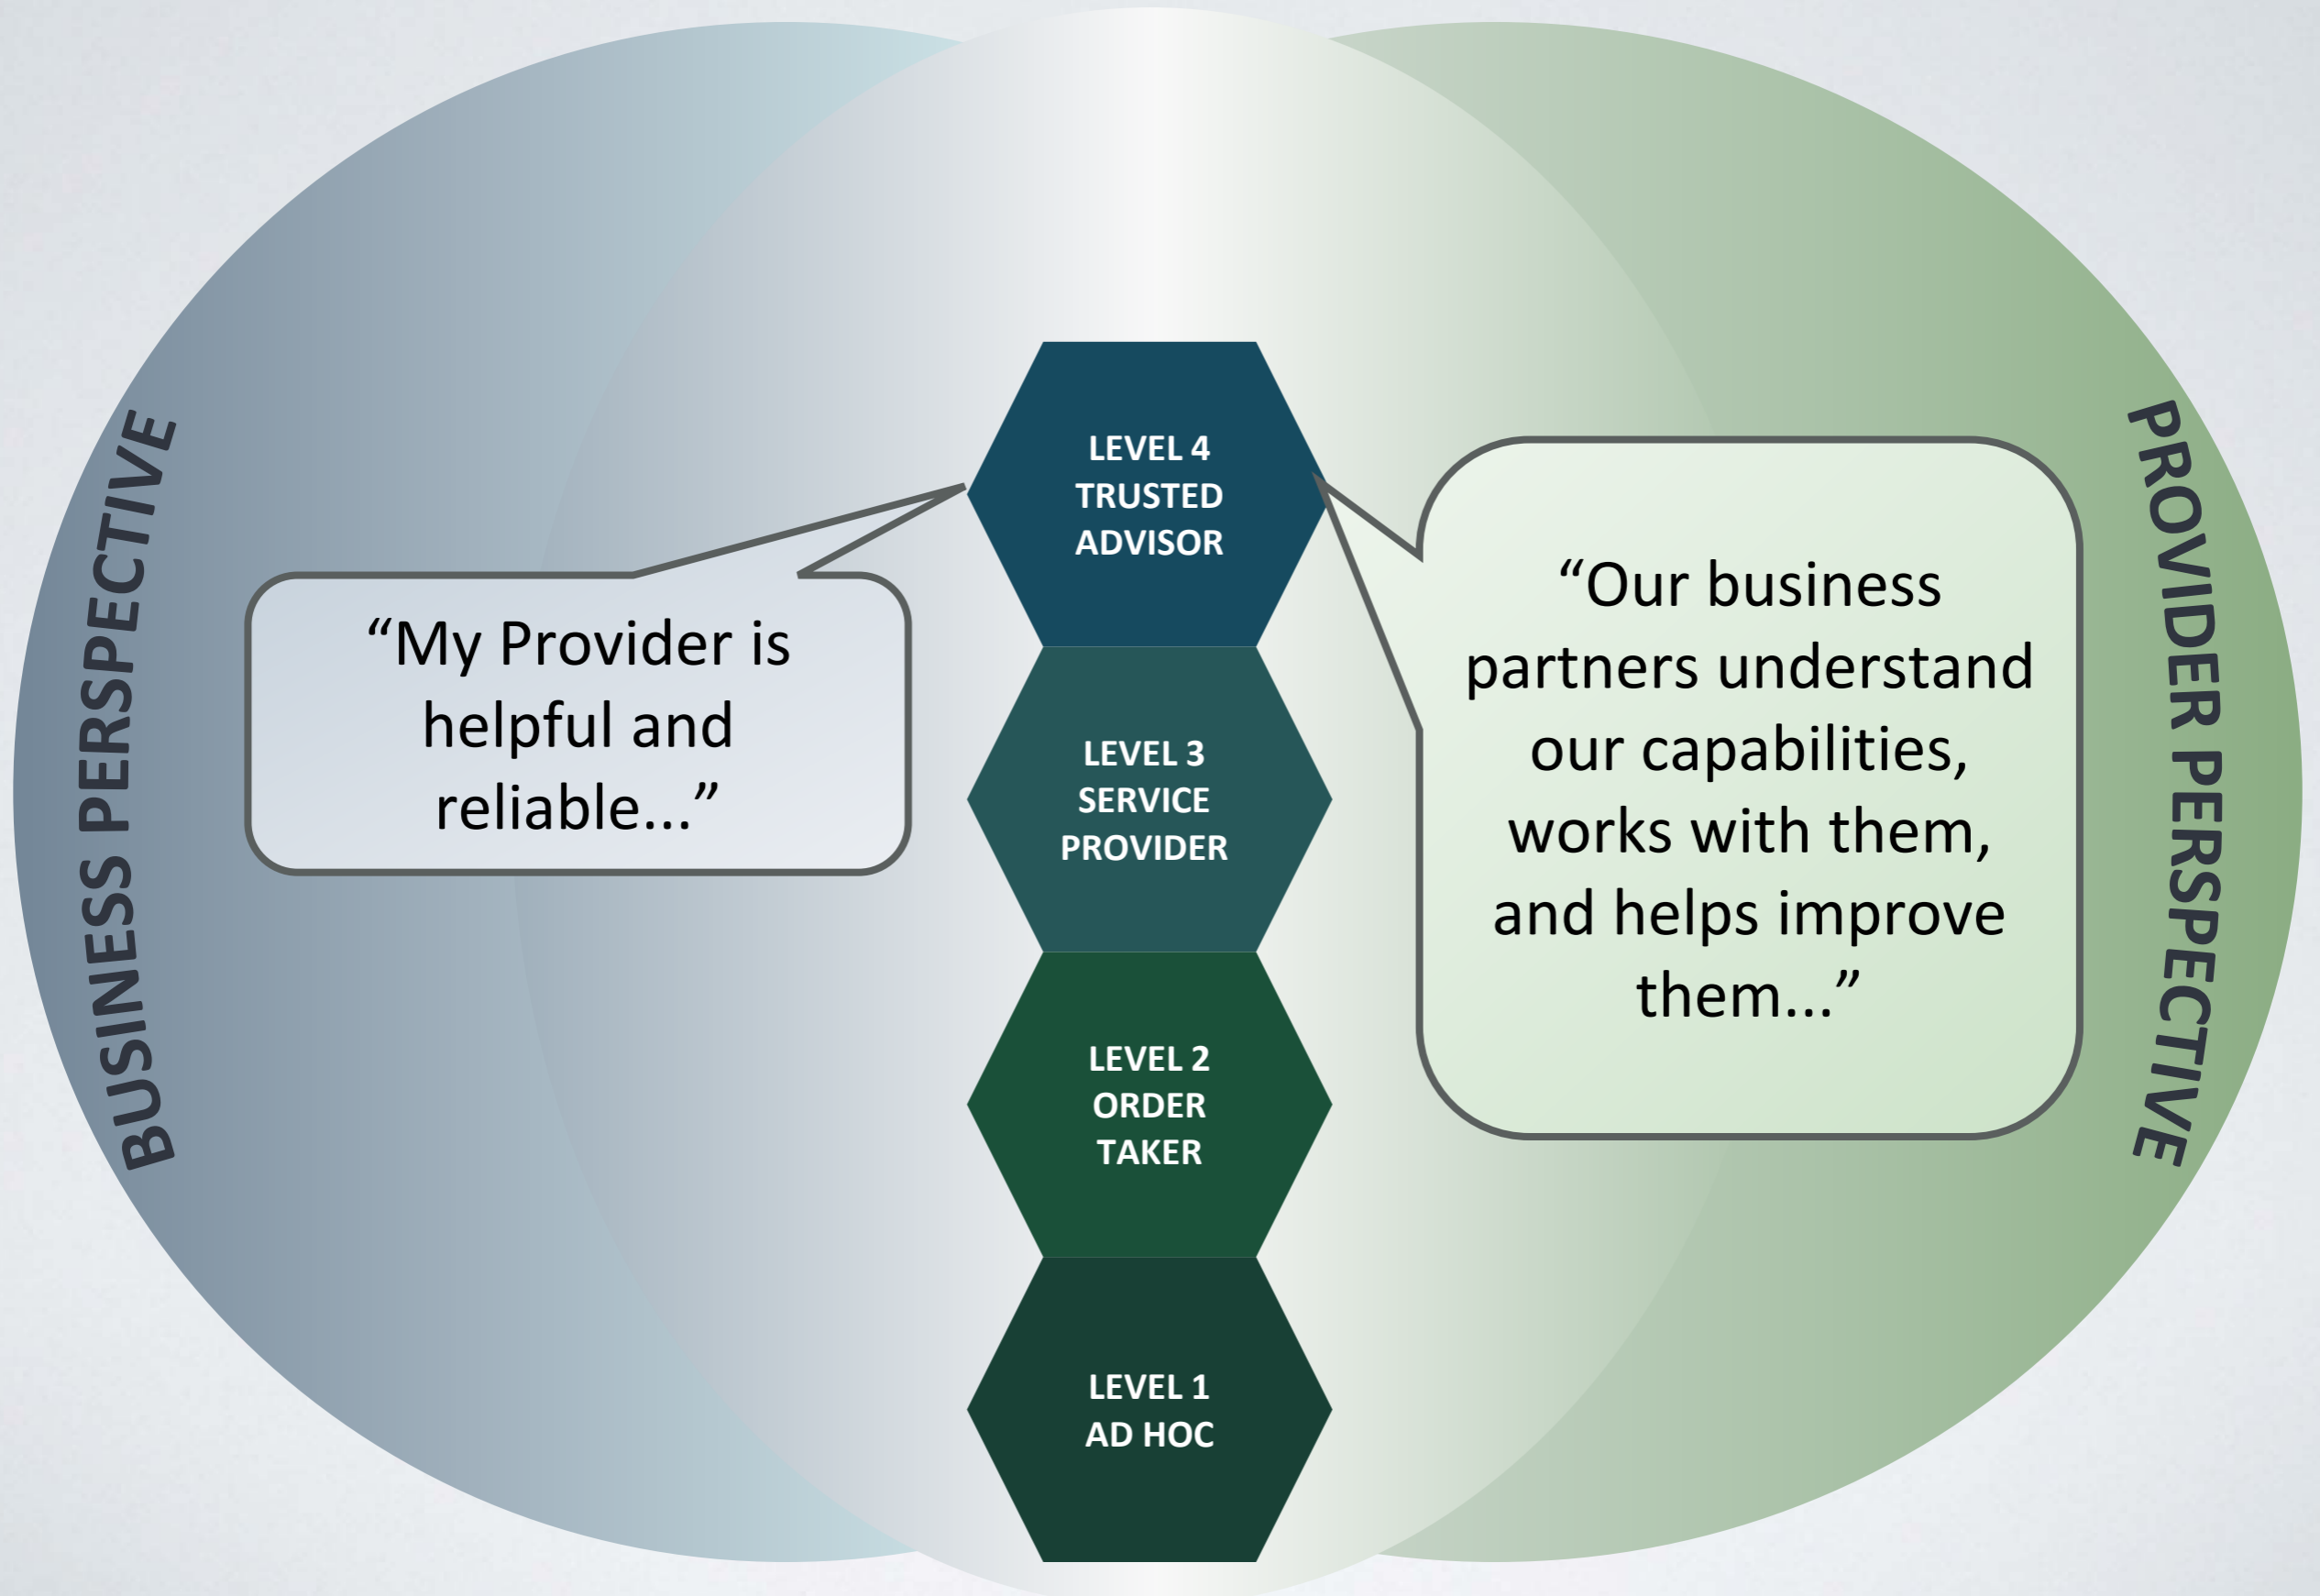 BUSINESS PERSPECTIVE
“My Provider is
helpful and
reliable...”
LEVEL 4
TRUSTED
ADVISOR
LEVEL 3
SERVICE
PROVIDER
LEVEL 2
ORDER
TAKER
LEVEL 1
AD HOC
“Our business
partners understand
our capabilities,
works with them,
and helps improve
them...”
PROVIDER PERSPECTIVE